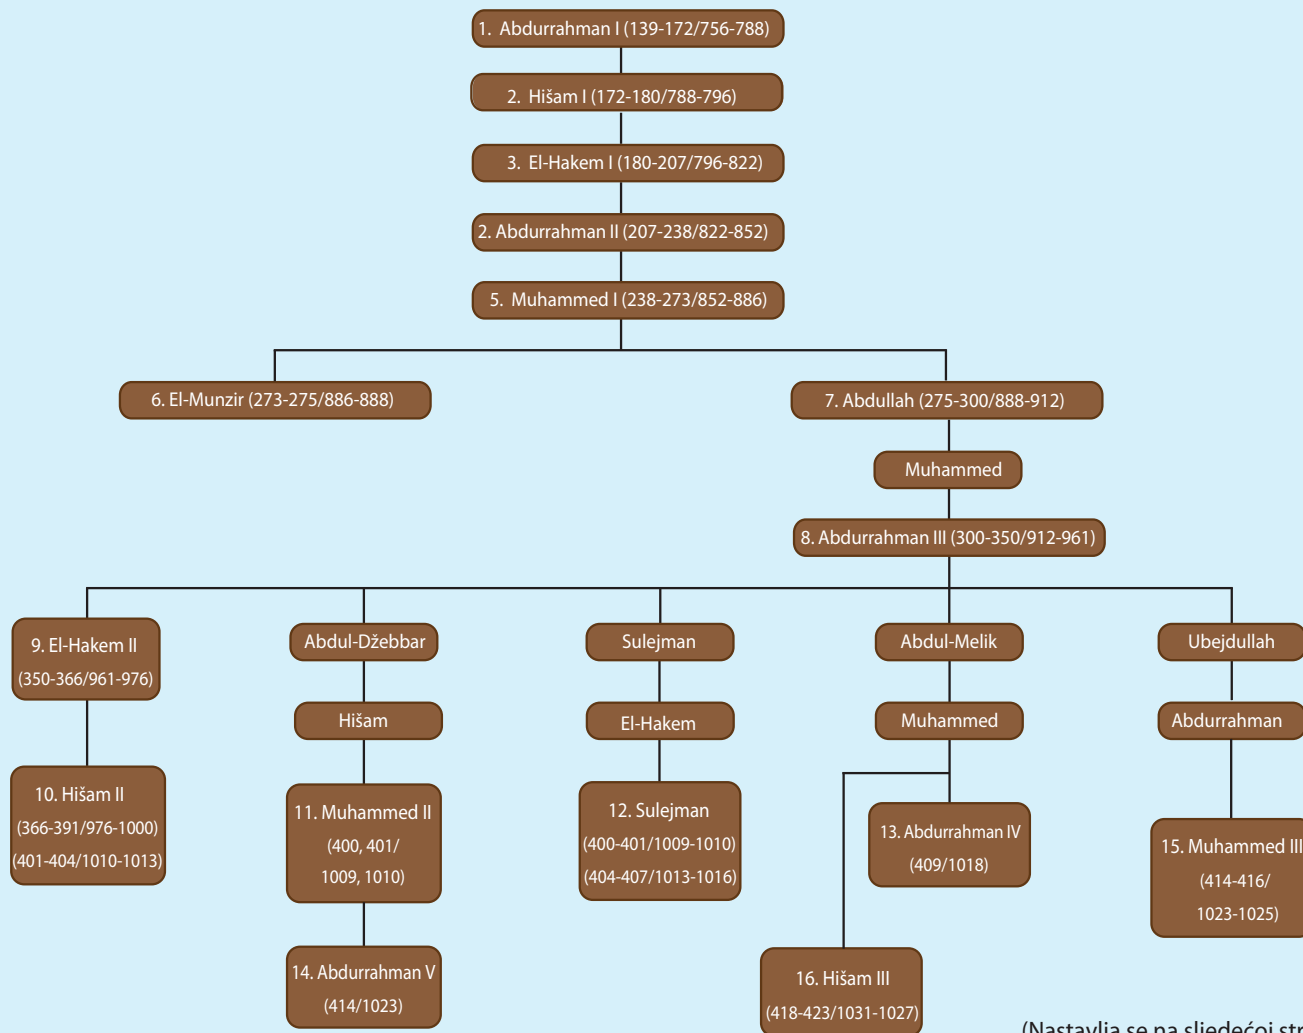 1. Abdurrahman I (139-172/756-788)
2. Hišam I (172-180/788-796)
3. El-Hakem I (180-207/796-822)
2. Abdurrahman II (207-238/822-852)
5. Muhammed I (238-273/852-886)
6. El-Munzir (273-275/886-888)
7. Abdullah (275-300/888-912)
Muhammed
8. Abdurrahman III (300-350/912-961)
9. El-Hakem II
(350-366/961-976)
Abdul-Džebbar
Sulejman
Abdul-Melik
Ubejdullah
Hišam
El-Hakem
Muhammed
Abdurrahman
10. Hišam II
(366-391/976-1000)
(401-404/1010-1013)
11. Muhammed II
(400, 401/
1009, 1010)
12. Sulejman
(400-401/1009-1010)
(404-407/1013-1016)
13. Abdurrahman IV
(409/1018)
15. Muhammed III
(414-416/
1023-1025)
14. Abdurrahman V
(414/1023)
16. Hišam III
(418-423/1031-1027)
(Nastavlja se na sljedećoj